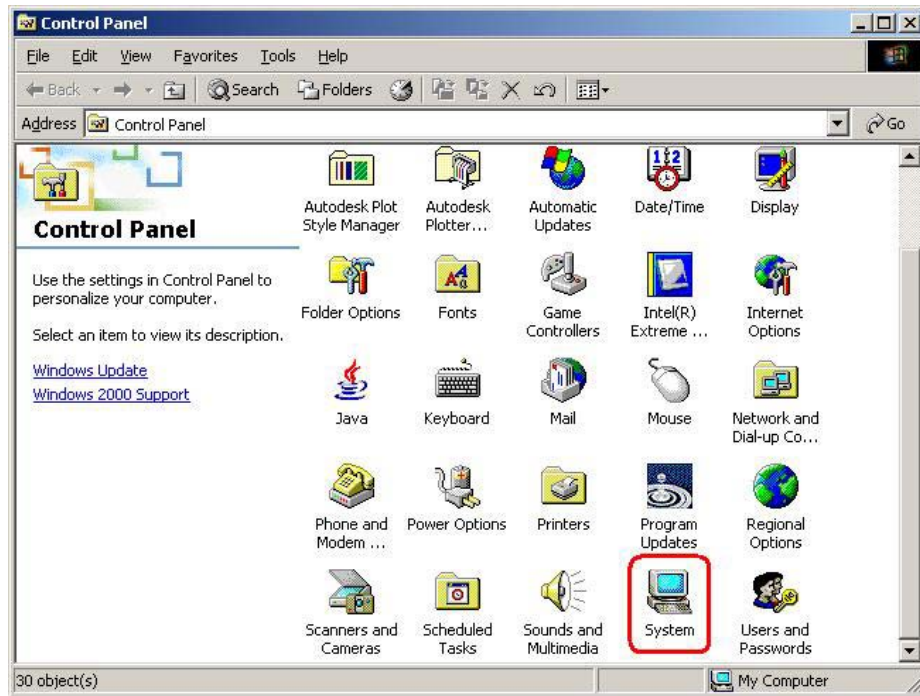 Control Panel
File Edit View Favorites Tools Help
Back Search Folders
Address Control Panel Go
Control Panel
Use the settings in Control Panel to
personalize your computer.
Select an item to view its description.
Windows Update
Windows 2000 Support
Autodesk Plot
Style Manager
Autodesk
Plotter...
Automatic
Updates
Date/Time
Display
Folder Options
Fonts
Game
Controllers
Intel(R)
Extreme ...
Internet
Options
Java
Keyboard
Mail
Mouse
Network and
Dial-up Co...
Phone and
Modem ...
Power Options
Printers
Program
Updates
Regional
Options
Scanners and
Cameras
Scheduled
Tasks
Sounds and
Multimedia
System
Users and
Passwords
30 object(s)
My Computer